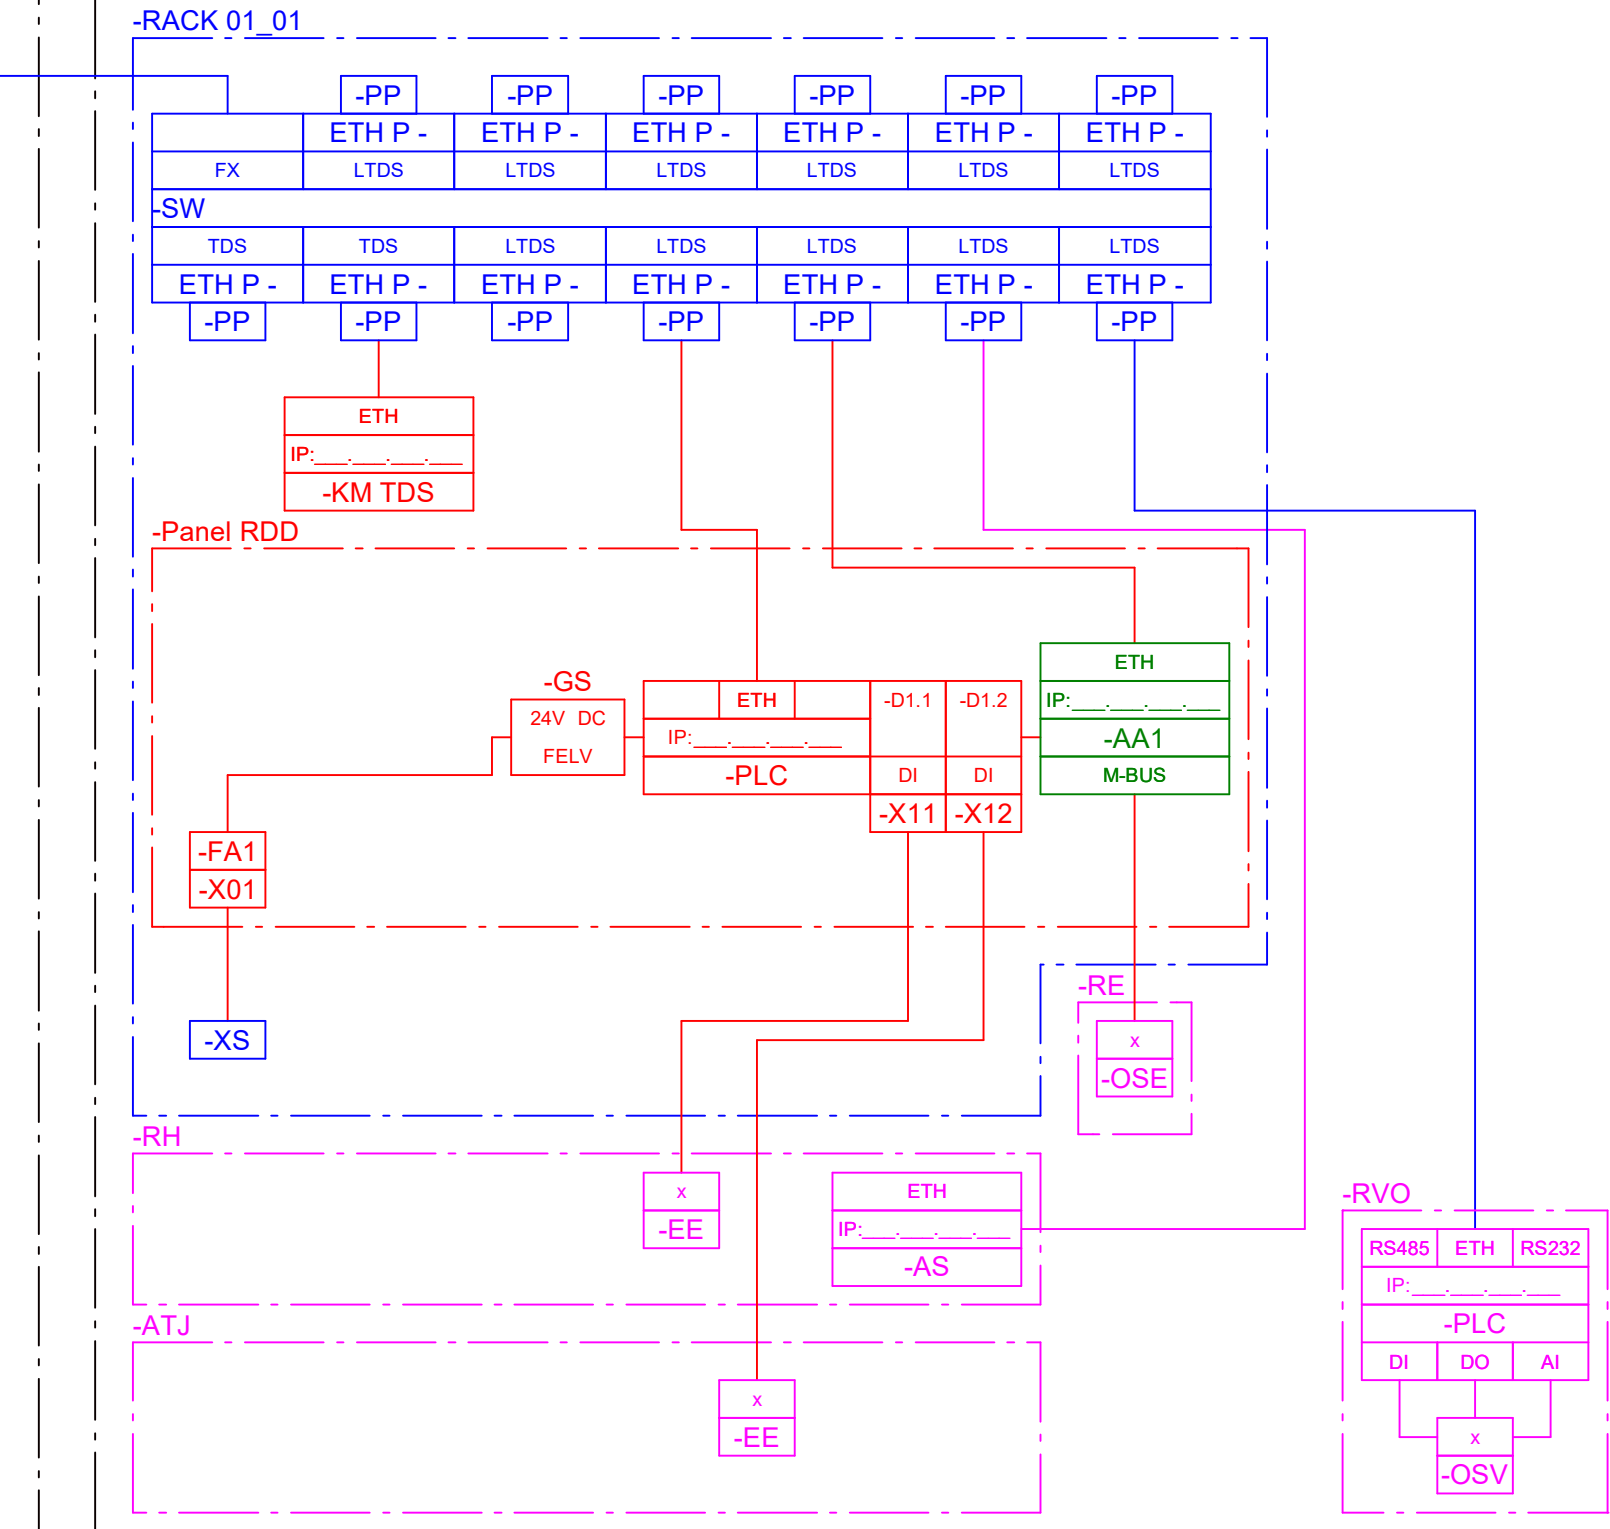 -RACK 01_01
-PP -PP -PP -PP -PP -PP
ETH P - ETH P - ETH P - ETH P - ETH P - ETH P -
FX LTDS LTDS LTDS LTDS LTDS LTDS
-SW
TDS TDS LTDS LTDS LTDS LTDS LTDS
ETH P - ETH P - ETH P - ETH P - ETH P - ETH P - ETH P -
-PP -PP -PP -PP -PP -PP -PP
ETH
IP:___.___.___.___
-KM TDS
-Panel RDD
-GS
24V DC
FELV
ETH
IP:___.___.___.___
-PLC
-D1.1 -D1.2
DI DI
-X11 -X12
ETH
IP:___.___.___.___
-AA1
M-BUS
-FA1
-X01
-XS
-RE
x
-OSE
-RH
x
-EE
ETH
IP:___.___.___.___
-AS
-ATJ
x
-EE
-RVO
RS485 ETH RS232
IP:___.___.___.___
-PLC
DI DO AI
x
-OSV